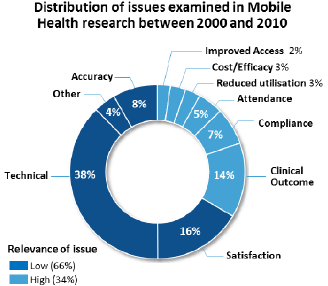 Distribution of issues examined in Mobile
Health research between 2000 and 2010
Improved Access 2%
Cost/Efficacy 3%
Reduced utilisation 3%
Attendance
5%
Compliance
7%
Clinical
Outcome
14%
Satisfaction
16%
Technical
38%
Other
4%
Accuracy
8%
Relevance of issue
Low (66%)
High (34%)